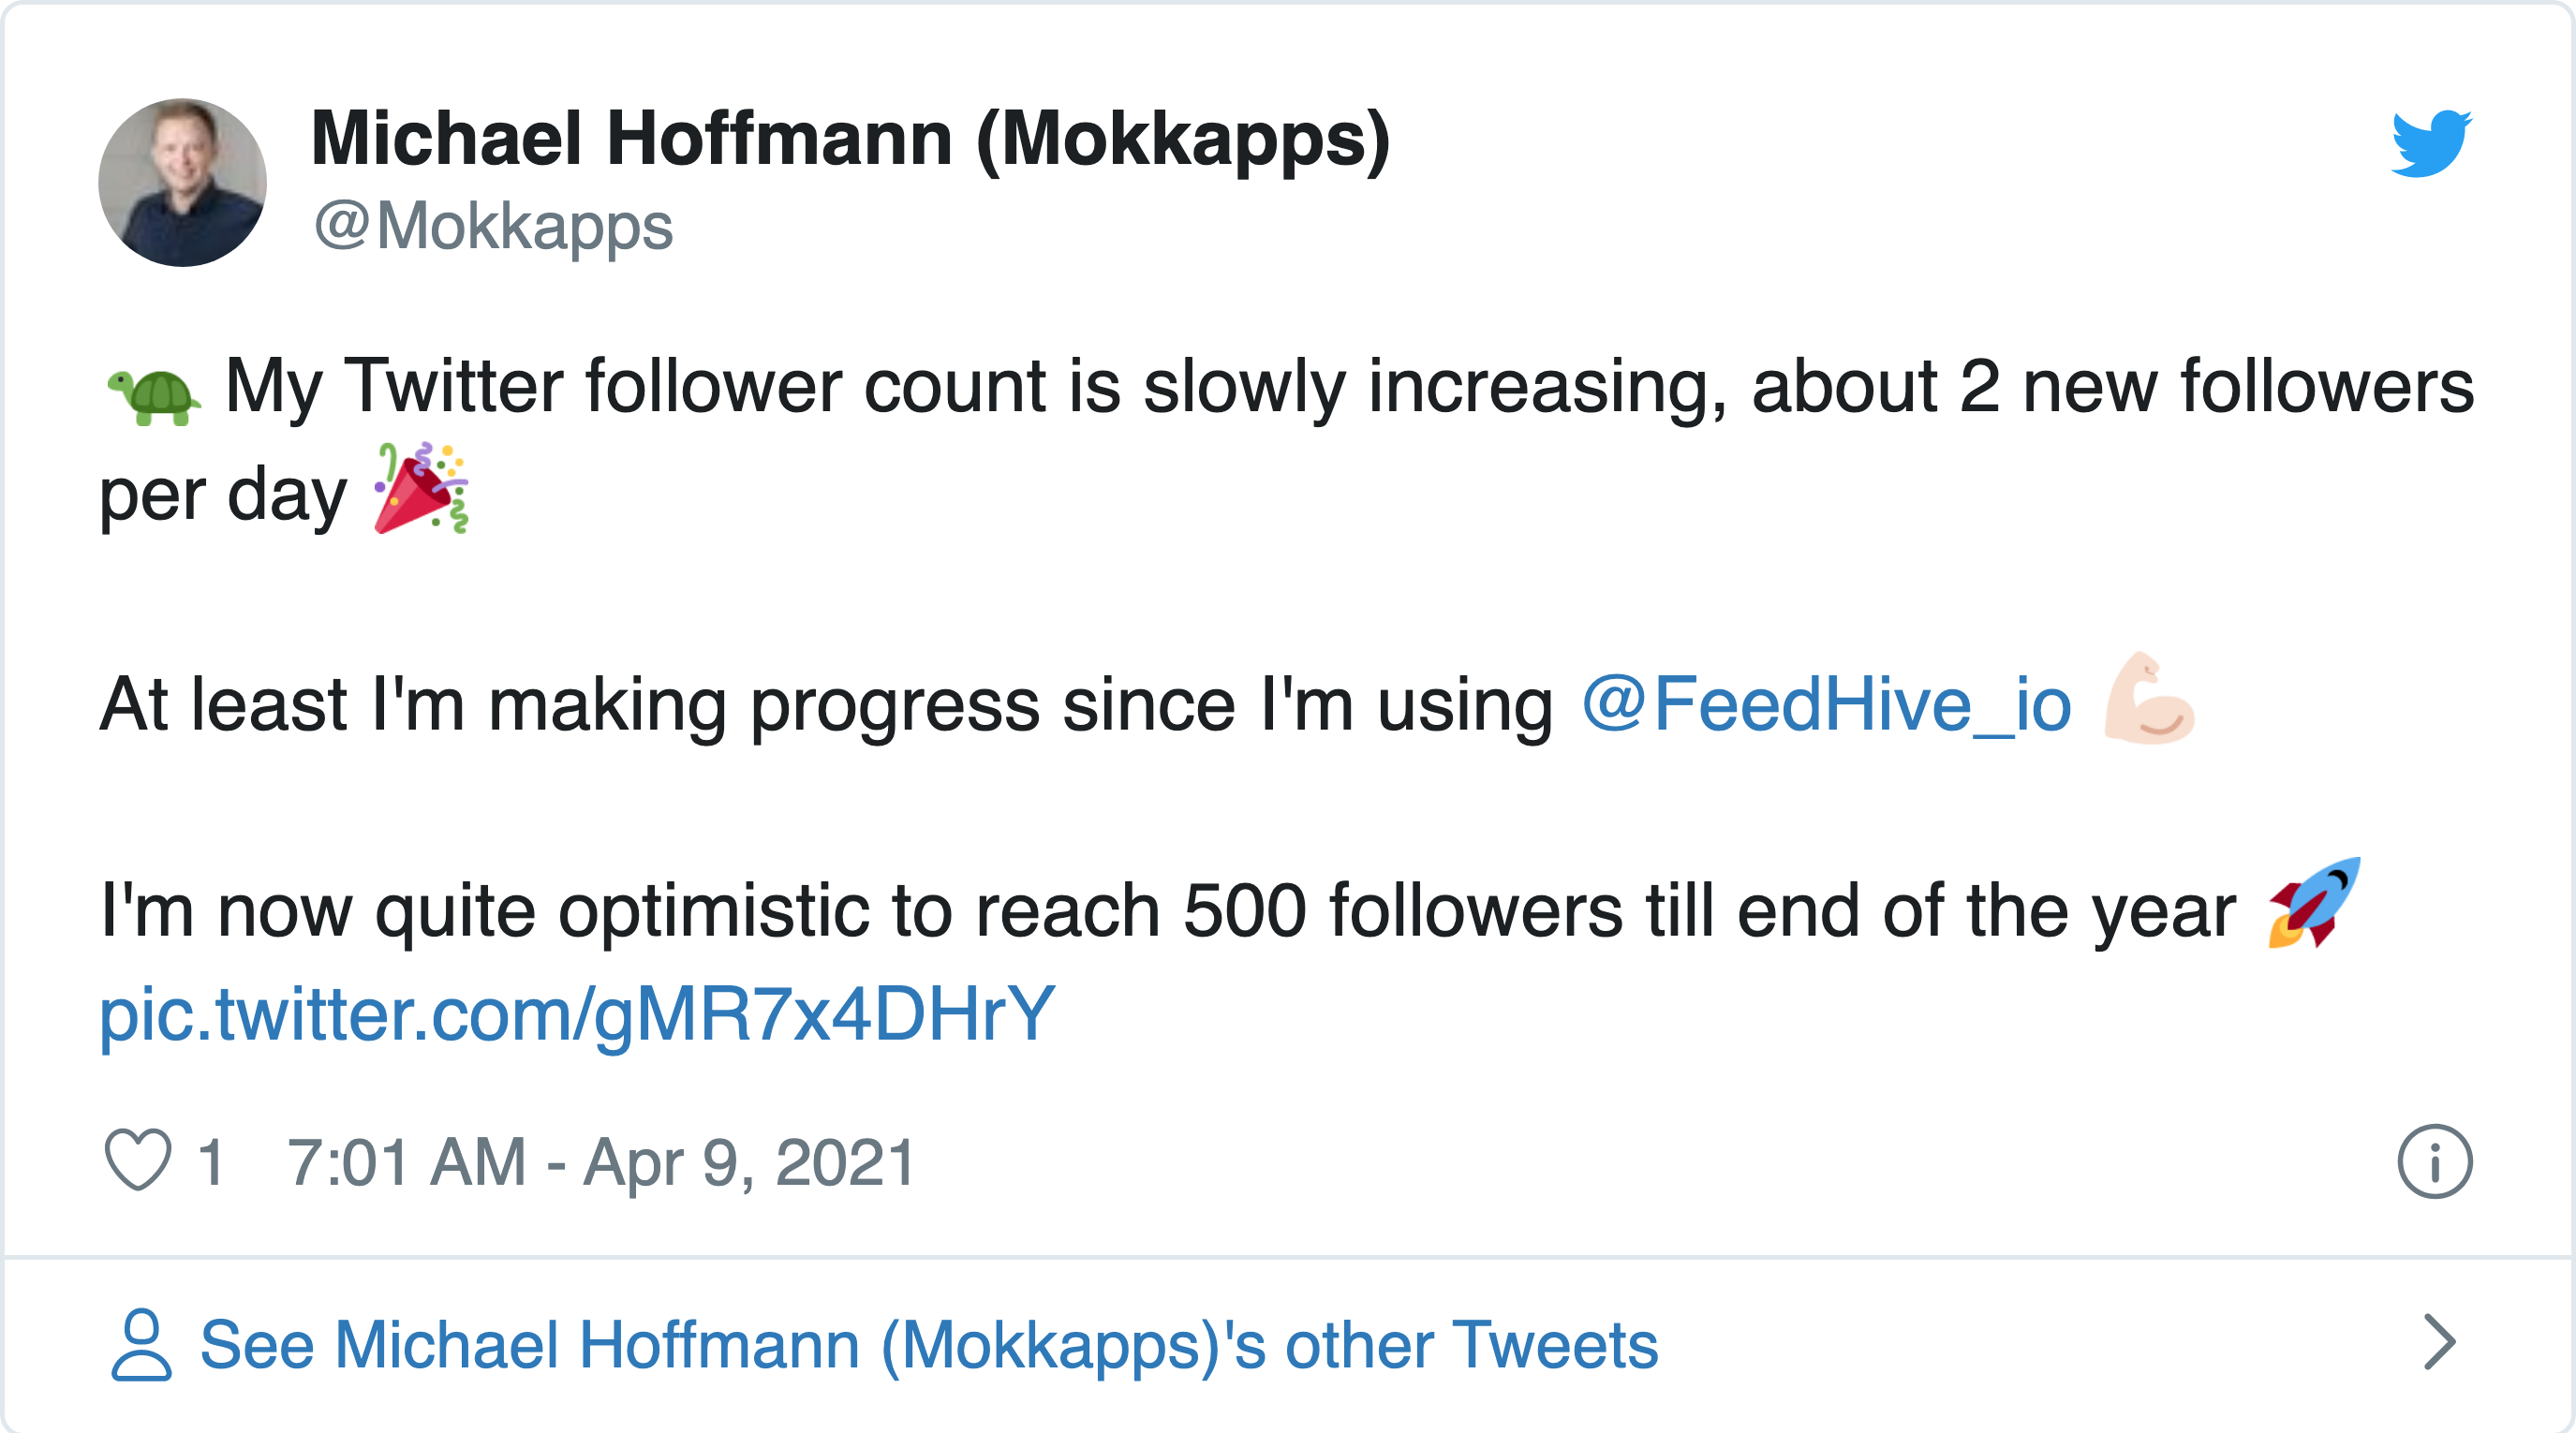 Michael Hoffmann (Mokkapps)
@Mokkapps
🐢 My Twitter follower count is slowly increasing, about 2 new followers
per day 🎉
At least I'm making progress since I'm using @FeedHive_io 💪🏻
I'm now quite optimistic to reach 500 followers till end of the year 🚀
pic.twitter.com/gMR7x4DHrY
1 7:01 AM - Apr 9, 2021
See Michael Hoffmann (Mokkapps)'s other Tweets